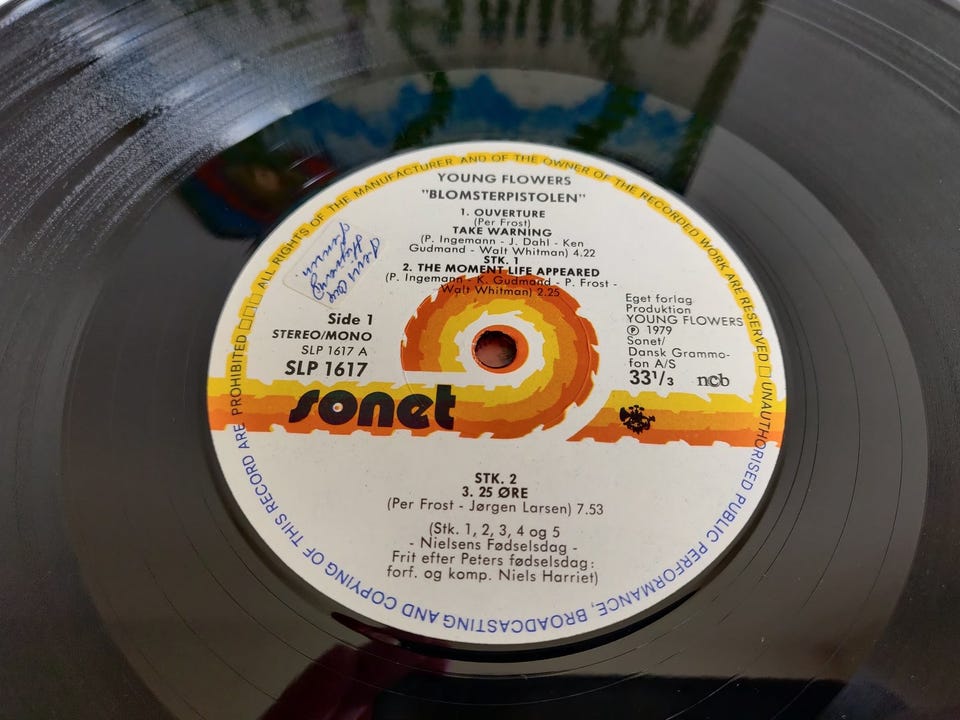 ALL RIGHTS OF THE MANUFACTURER AND OF THE OWNER OF THE RECORDED WORK ARE RESERVED
UNAUTHORISED PUBLIC PERFORMANCE, BROADCASTING AND COPYING OF THIS RECORD ARE PROHIBITED
YOUNG FLOWERS
"BLOMSTERPISTOLEN"
1. OUVERTURE
(Per Frost)
TAKE WARNING
(P. Ingemann - J. Dahl - Ken
Gudmand - Walt Whitman) 4.22
STK. 1
2. THE MOMENT LIFE APPEARED
(P. Ingemann - K. Gudmand - P. Frost -
Walt Whitman) 2.25
Side 1
STEREO/MONO
SLP 1617 A
SLP 1617
Eget forlag
Produktion
YOUNG FLOWERS
℗ 1979
Sonet/
Dansk Grammo-
fon A/S
33 1/3 ncb
sonet
STK. 2
3. 25 ØRE
(Per Frost - Jørgen Larsen) 7.53
(Stk. 1, 2, 3, 4 og 5
- Nielsens Fødselsdag -
Frit efter Peters fødselsdag:
forf. og komp. Niels Harriet)